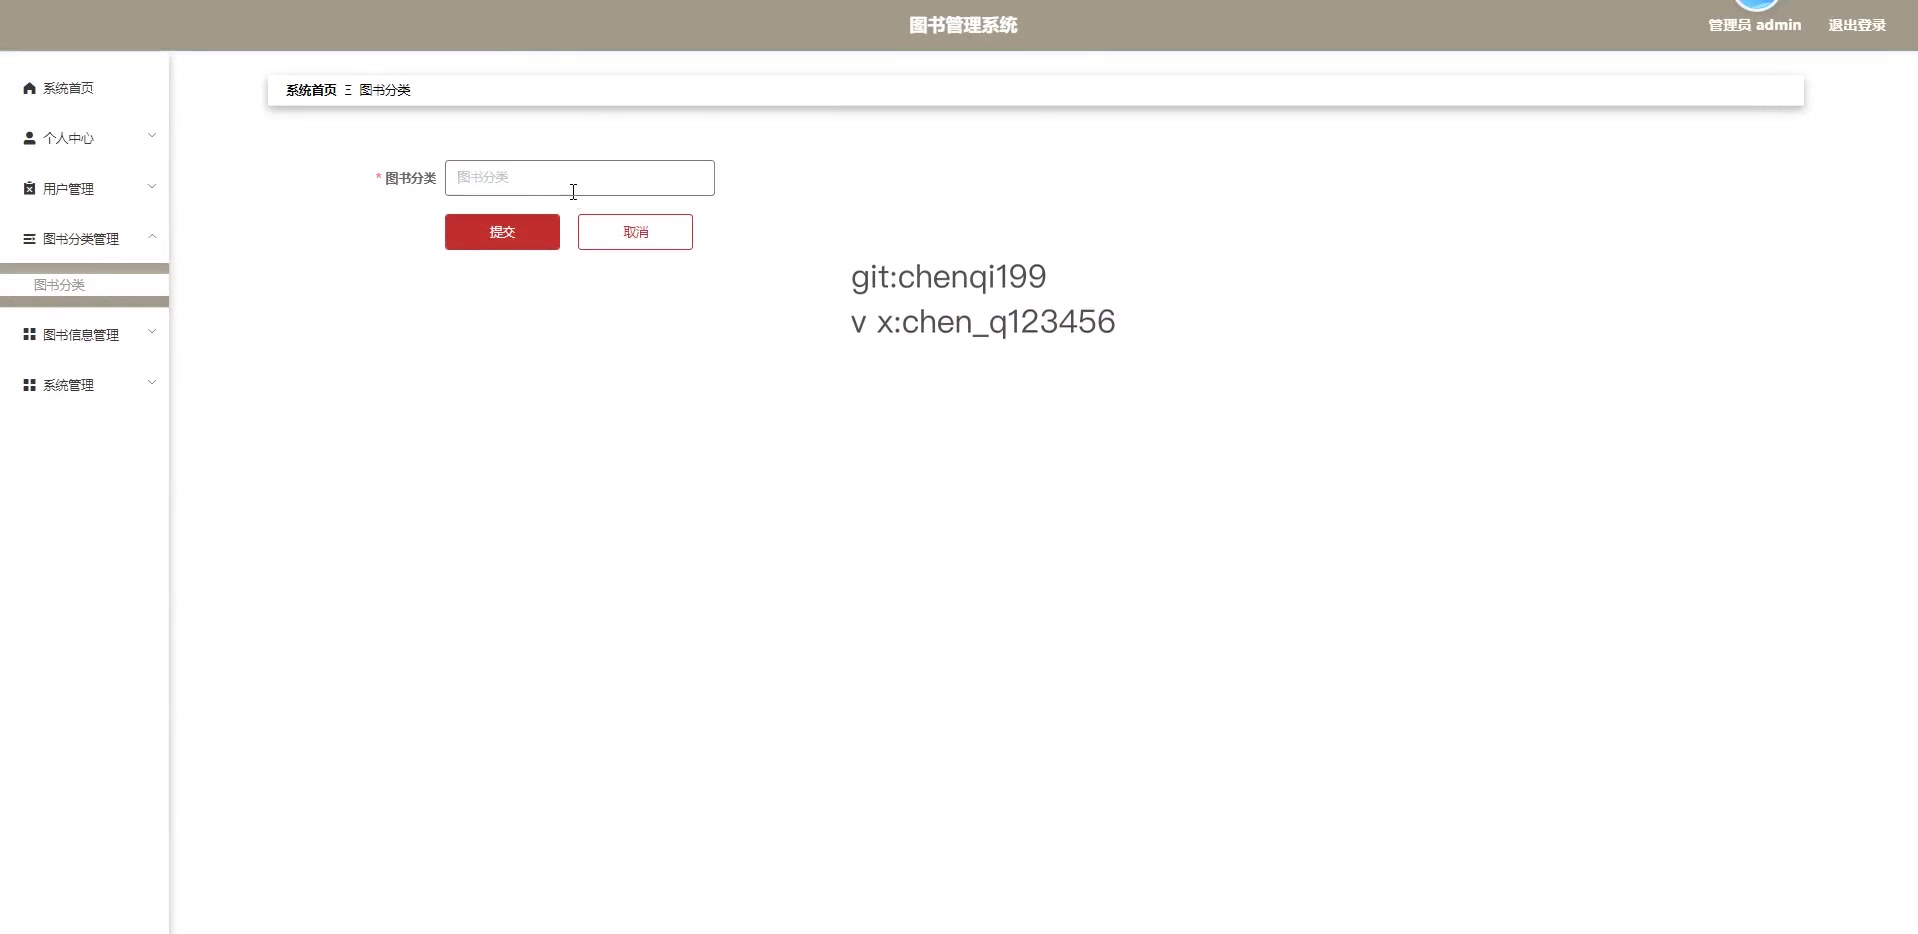 图书管理系统
管理员 admin 退出登录
系统首页
个人中心
用户管理
图书分类管理
图书分类
图书信息管理
系统管理
系统首页 Ξ 图书分类
* 图书分类 图书分类
提交 取消
git:chenqi199
v x:chen_q123456